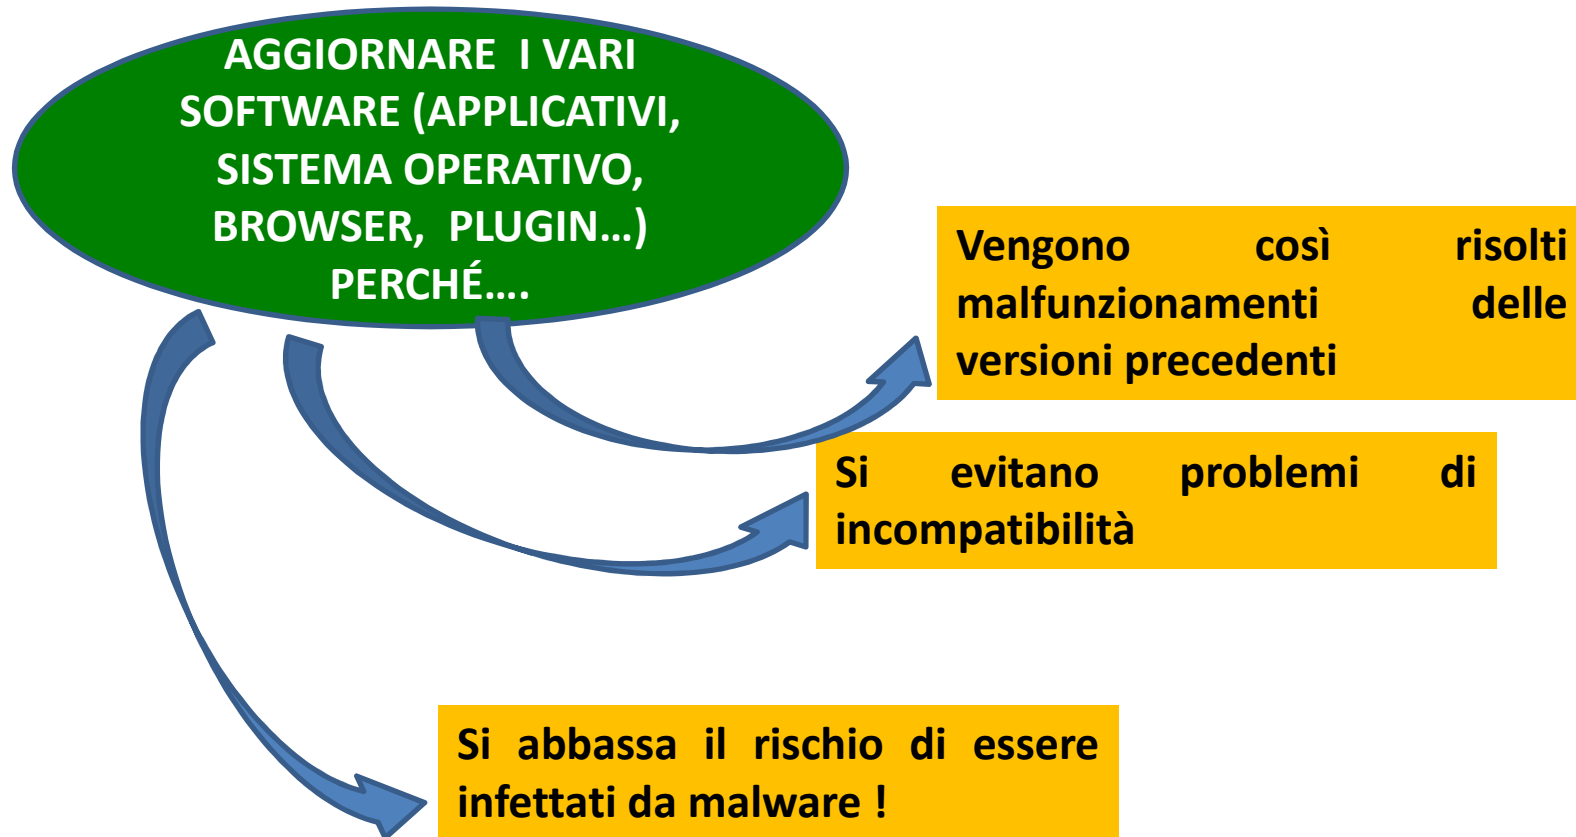 AGGIORNARE I VARI
SOFTWARE (APPLICATIVI,
SISTEMA OPERATIVO,
BROWSER, PLUGIN…)
PERCHÉ….
Vengono così risolti
malfunzionamenti delle
versioni precedenti
Si evitano problemi di
incompatibilità
Si abbassa il rischio di essere
infettati da malware !